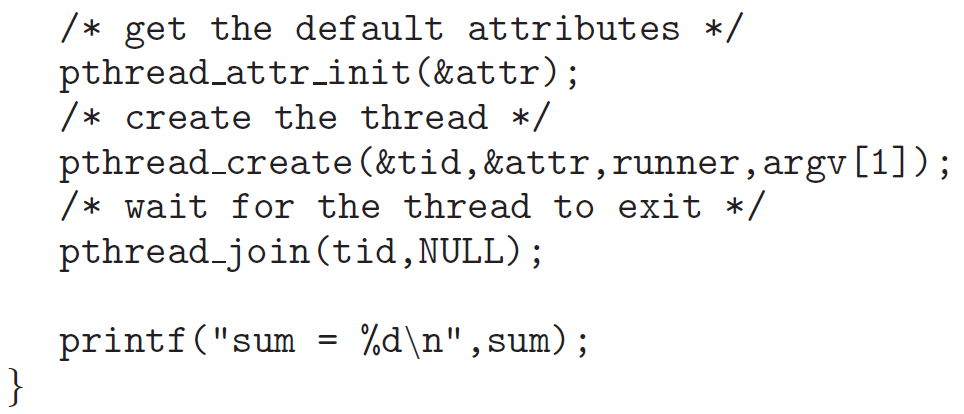 /* get the default attributes */
pthread_attr_init(&attr);
/* create the thread */
pthread_create(&tid,&attr,runner,argv[1]);
/* wait for the thread to exit */
pthread_join(tid,NULL);
printf("sum = %d\n",sum);
}